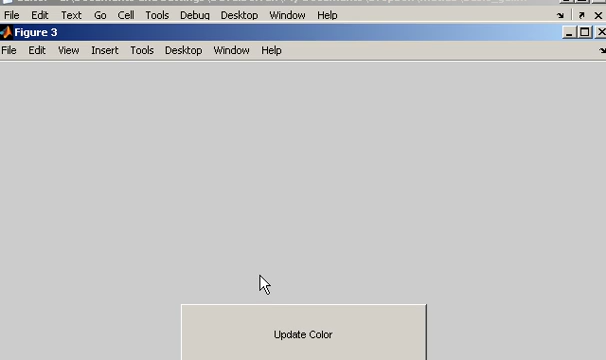 File Edit Text Go Cell Tools Debug Desktop Window Help
Figure 3
File Edit View Insert Tools Desktop Window Help
Update Color